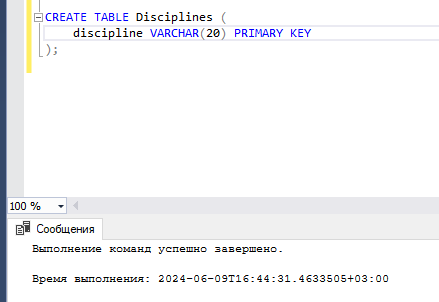 CREATE TABLE Disciplines (
discipline VARCHAR(20) PRIMARY KEY
);
100 %
Сообщения
Выполнение команд успешно завершено.
Время выполнения: 2024-06-09T16:44:31.4633505+03:00